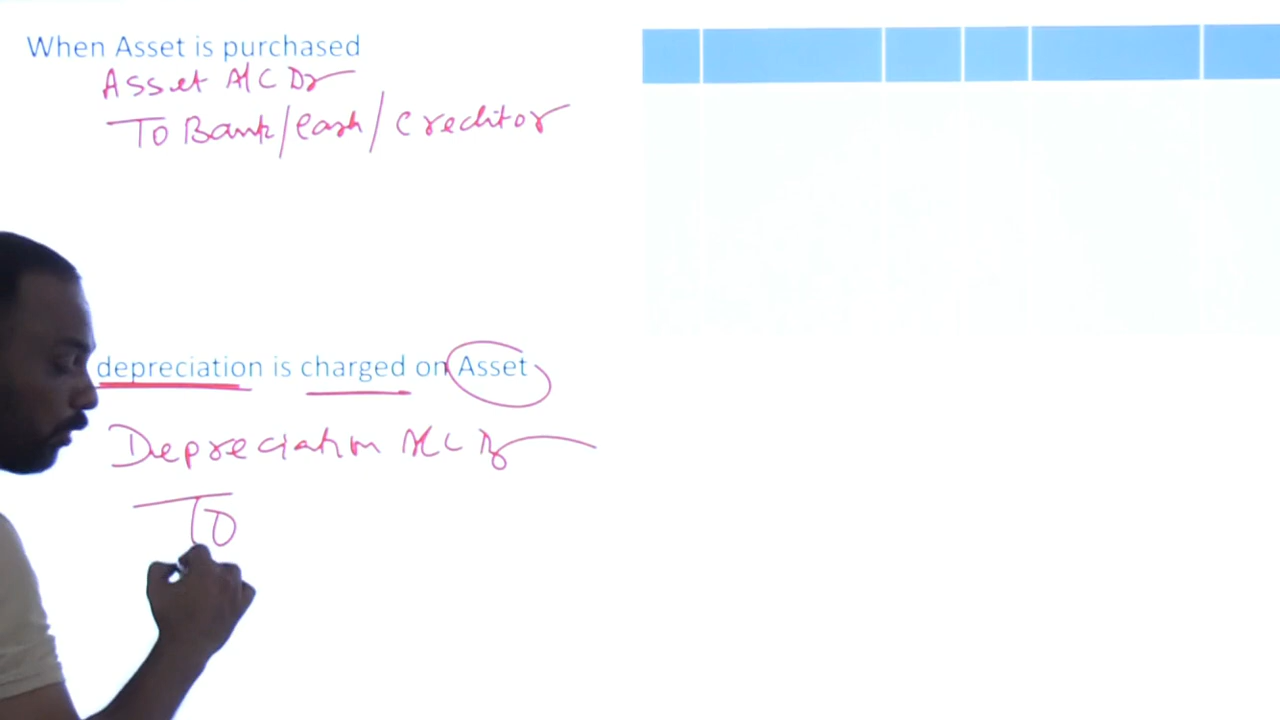 When Asset is purchased
Asset A/C Dr
To Bank/Cash/Creditor
depreciation is charged on Asset
Depreciation A/C Dr
To